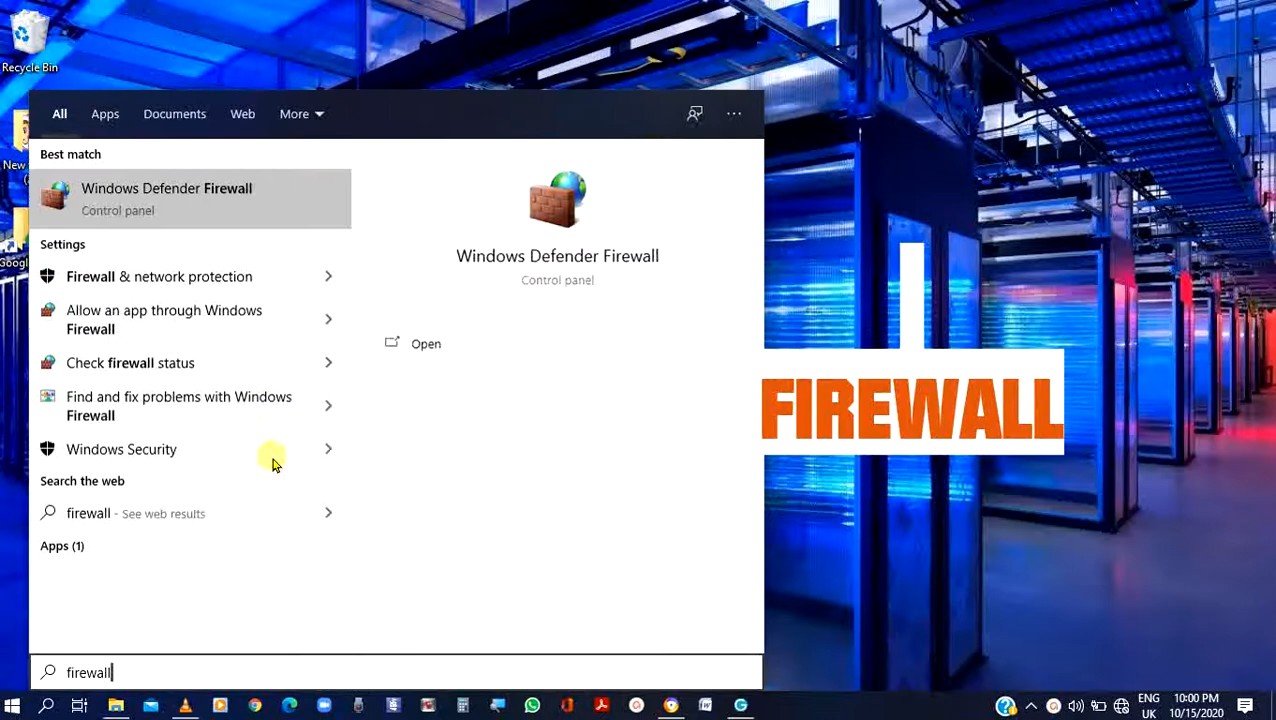 Recycle Bin
New
Google
All Apps Documents Web More
Best match
Windows Defender Firewall
Control panel
Settings
Firewall & network protection
Allow an app through Windows
Firewall
Check firewall status
Find and fix problems with Windows
Firewall
Windows Security
Search the web
firewall - See web results
Apps (1)
Windows Defender Firewall
Control panel
Open
FIREWALL
firewall
ENG
UK
10:00 PM
10/15/2020